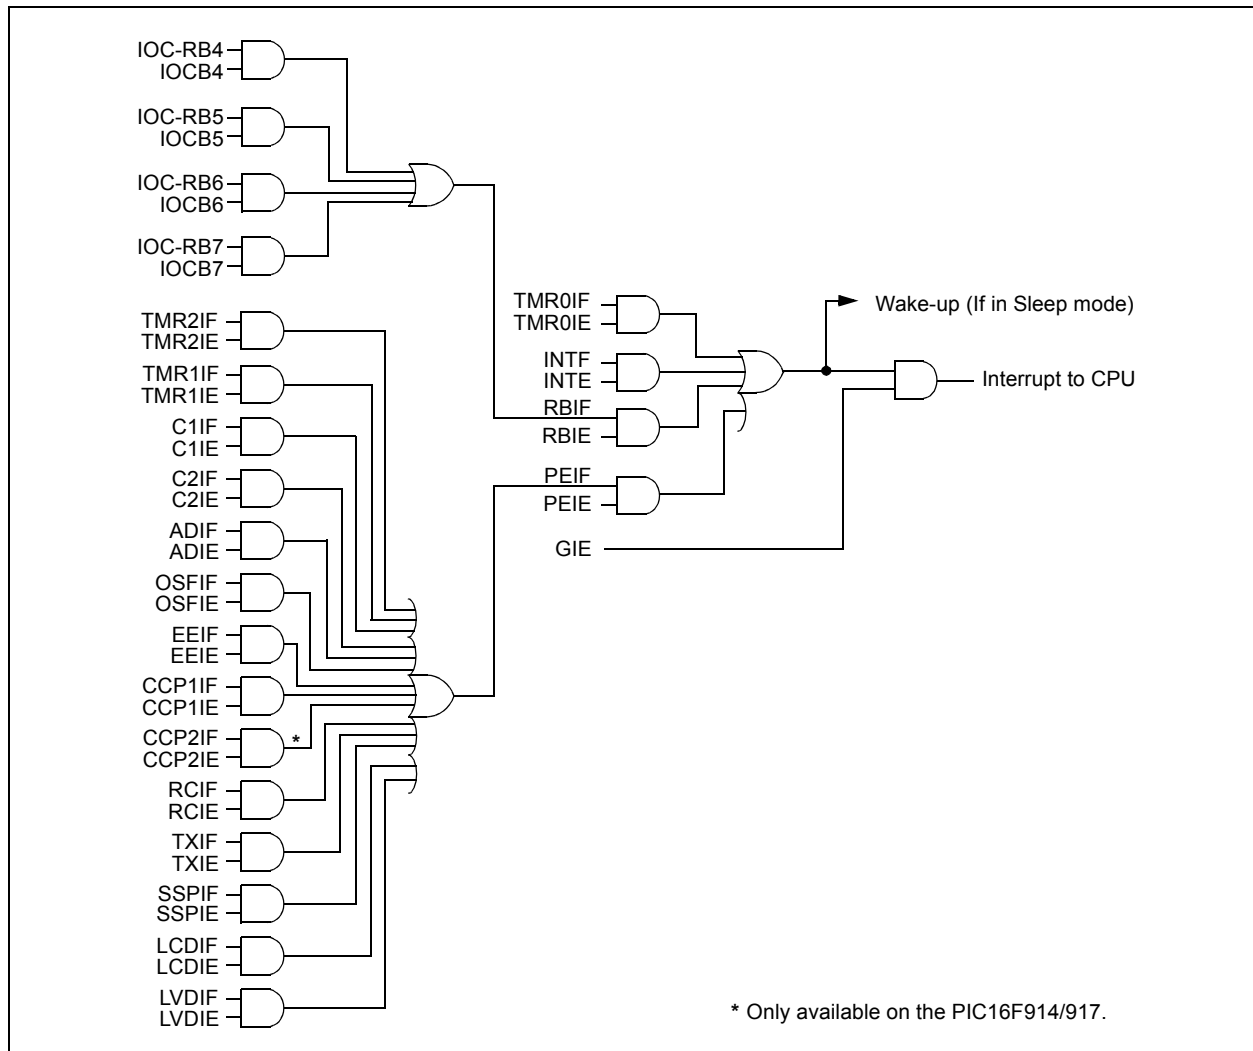 IOC-RB4
IOCB4
IOC-RB5
IOCB5
IOC-RB6
IOCB6
IOC-RB7
IOCB7
TMR2IF
TMR2IE
TMR1IF
TMR1IE
C1IF
C1IE
C2IF
C2IE
ADIF
ADIE
OSFIF
OSFIE
EEIF
EEIE
CCP1IF
CCP1IE
CCP2IF
CCP2IE
*
RCIF
RCIE
TXIF
TXIE
SSPIF
SSPIE
LCDIF
LCDIE
LVDIF
LVDIE
TMR0IF
TMR0IE
INTF
INTE
RBIF
RBIE
PEIF
PEIE
GIE
Wake-up (If in Sleep mode)
Interrupt to CPU
* Only available on the PIC16F914/917.